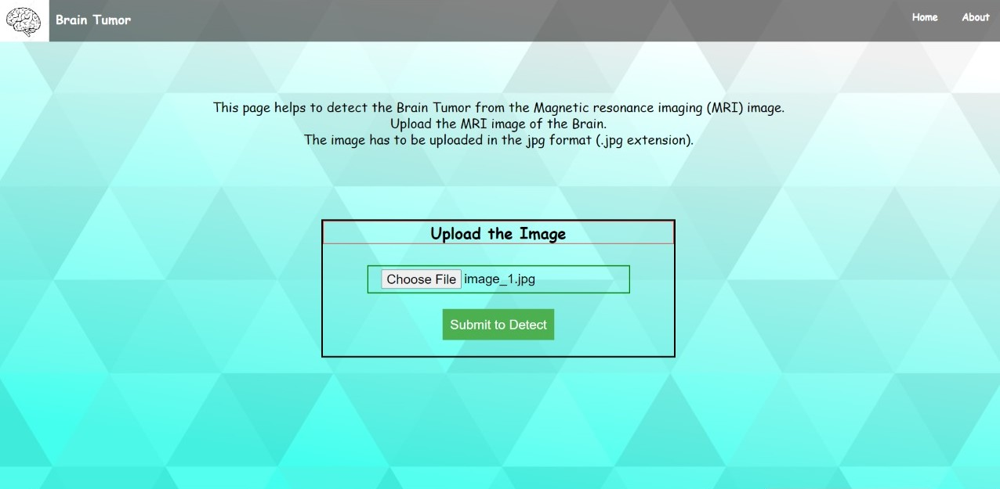 Brain Tumor
Home
About
This page helps to detect the Brain Tumor from the Magnetic resonance imaging (MRI) image.
Upload the MRI image of the Brain.
The image has to be uploaded in the jpg format (.jpg extension).
Upload the Image
Choose File image_1.jpg
Submit to Detect